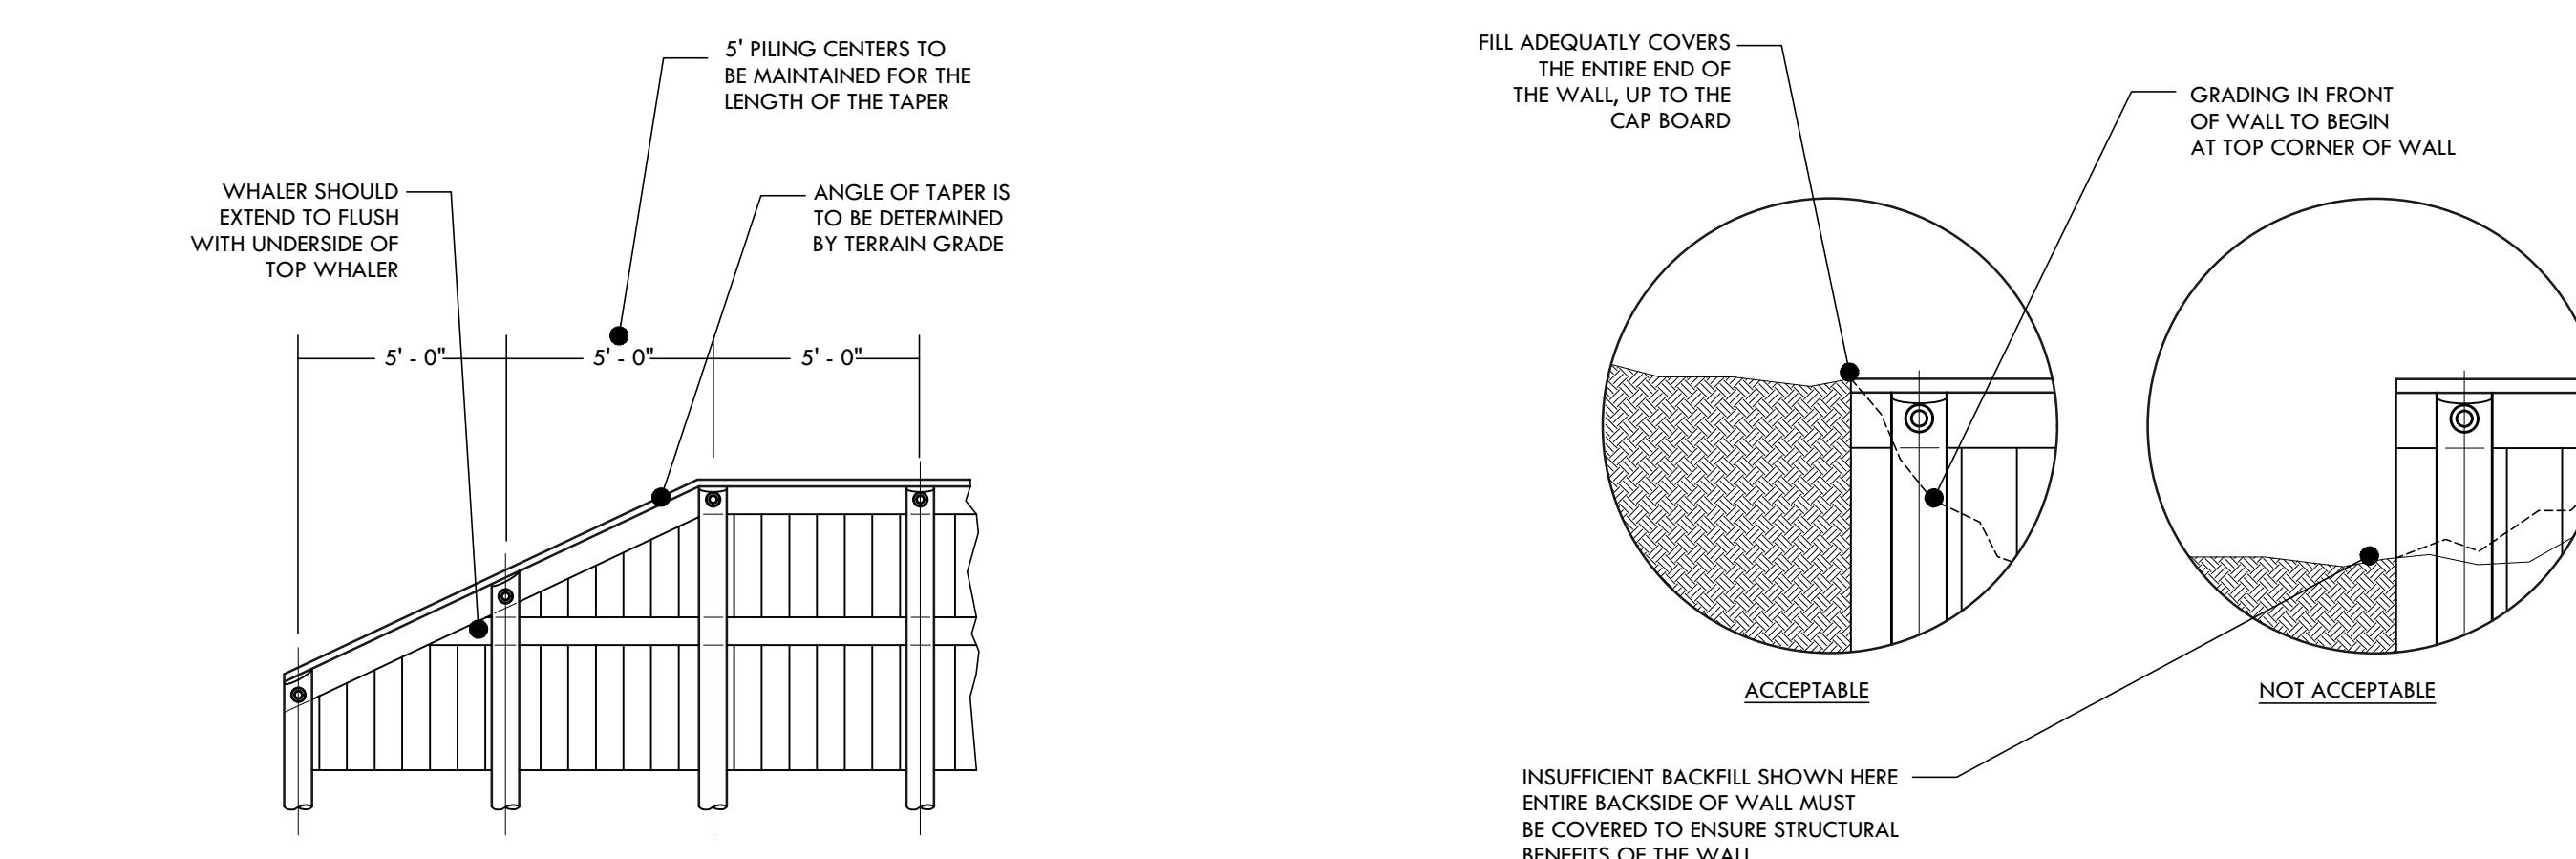 5' PILING CENTERS TO
BE MAINTAINED FOR THE
LENGTH OF THE TAPER
WHALER SHOULD
EXTEND TO FLUSH
WITH UNDERSIDE OF
TOP WHALER
ANGLE OF TAPER IS
TO BE DETERMINED
BY TERRAIN GRADE
5' - 0"
5' - 0"
5' - 0"
FILL ADEQUATLY COVERS
THE ENTIRE END OF
THE WALL, UP TO THE
CAP BOARD
GRADING IN FRONT
OF WALL TO BEGIN
AT TOP CORNER OF WALL
ACCEPTABLE
NOT ACCEPTABLE
INSUFFICIENT BACKFILL SHOWN HERE
ENTIRE BACKSIDE OF WALL MUST
BE COVERED TO ENSURE STRUCTURAL
BENEFITS OF THE WALL